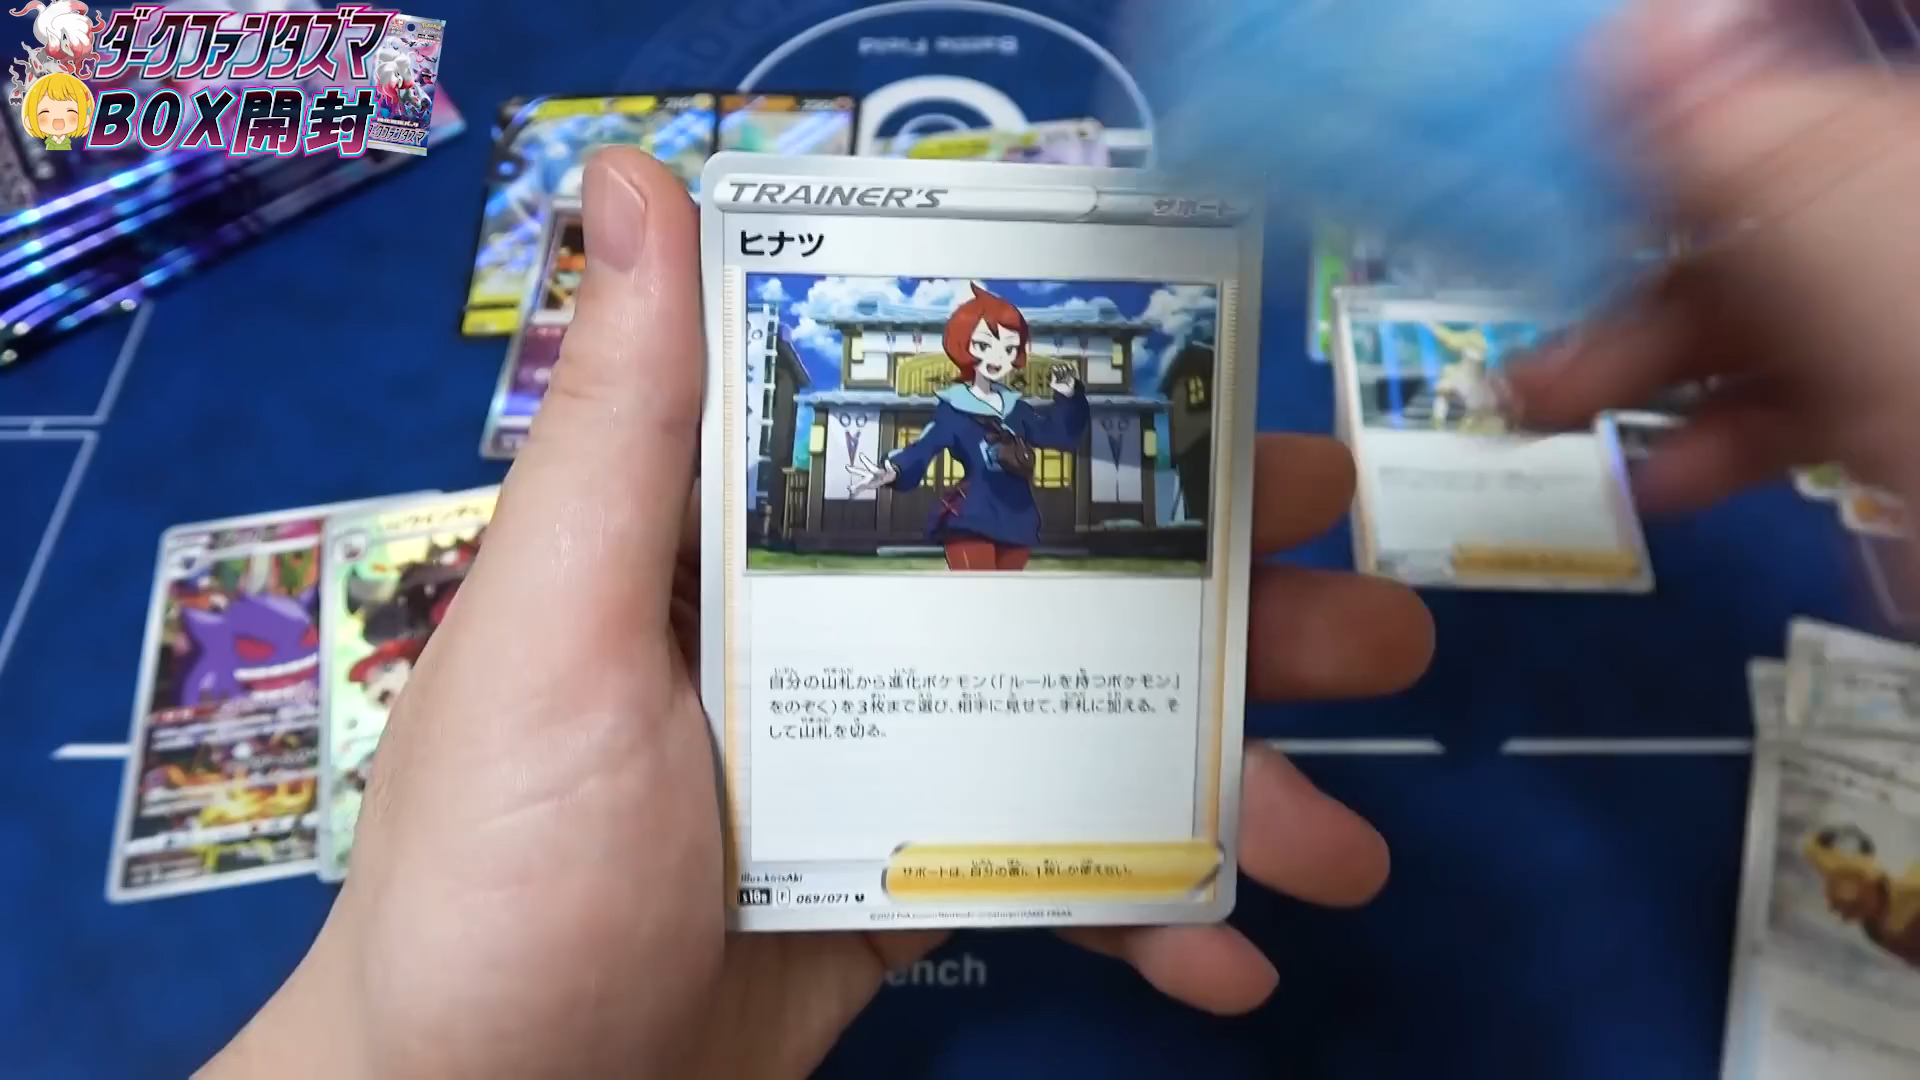 ダークファンタズマ
BOX開封
Battle Field
TRAINER'S
サポート
ヒナツ
自分の山札から進化ポケモン(「ルールを持つポケモン」
をのぞく)を3枚まで選び、相手に見せて、手札に加える。そ
して山札を切る。
サポートは、自分の番に1枚しか使えない。
s10a F 069/071 U
ench